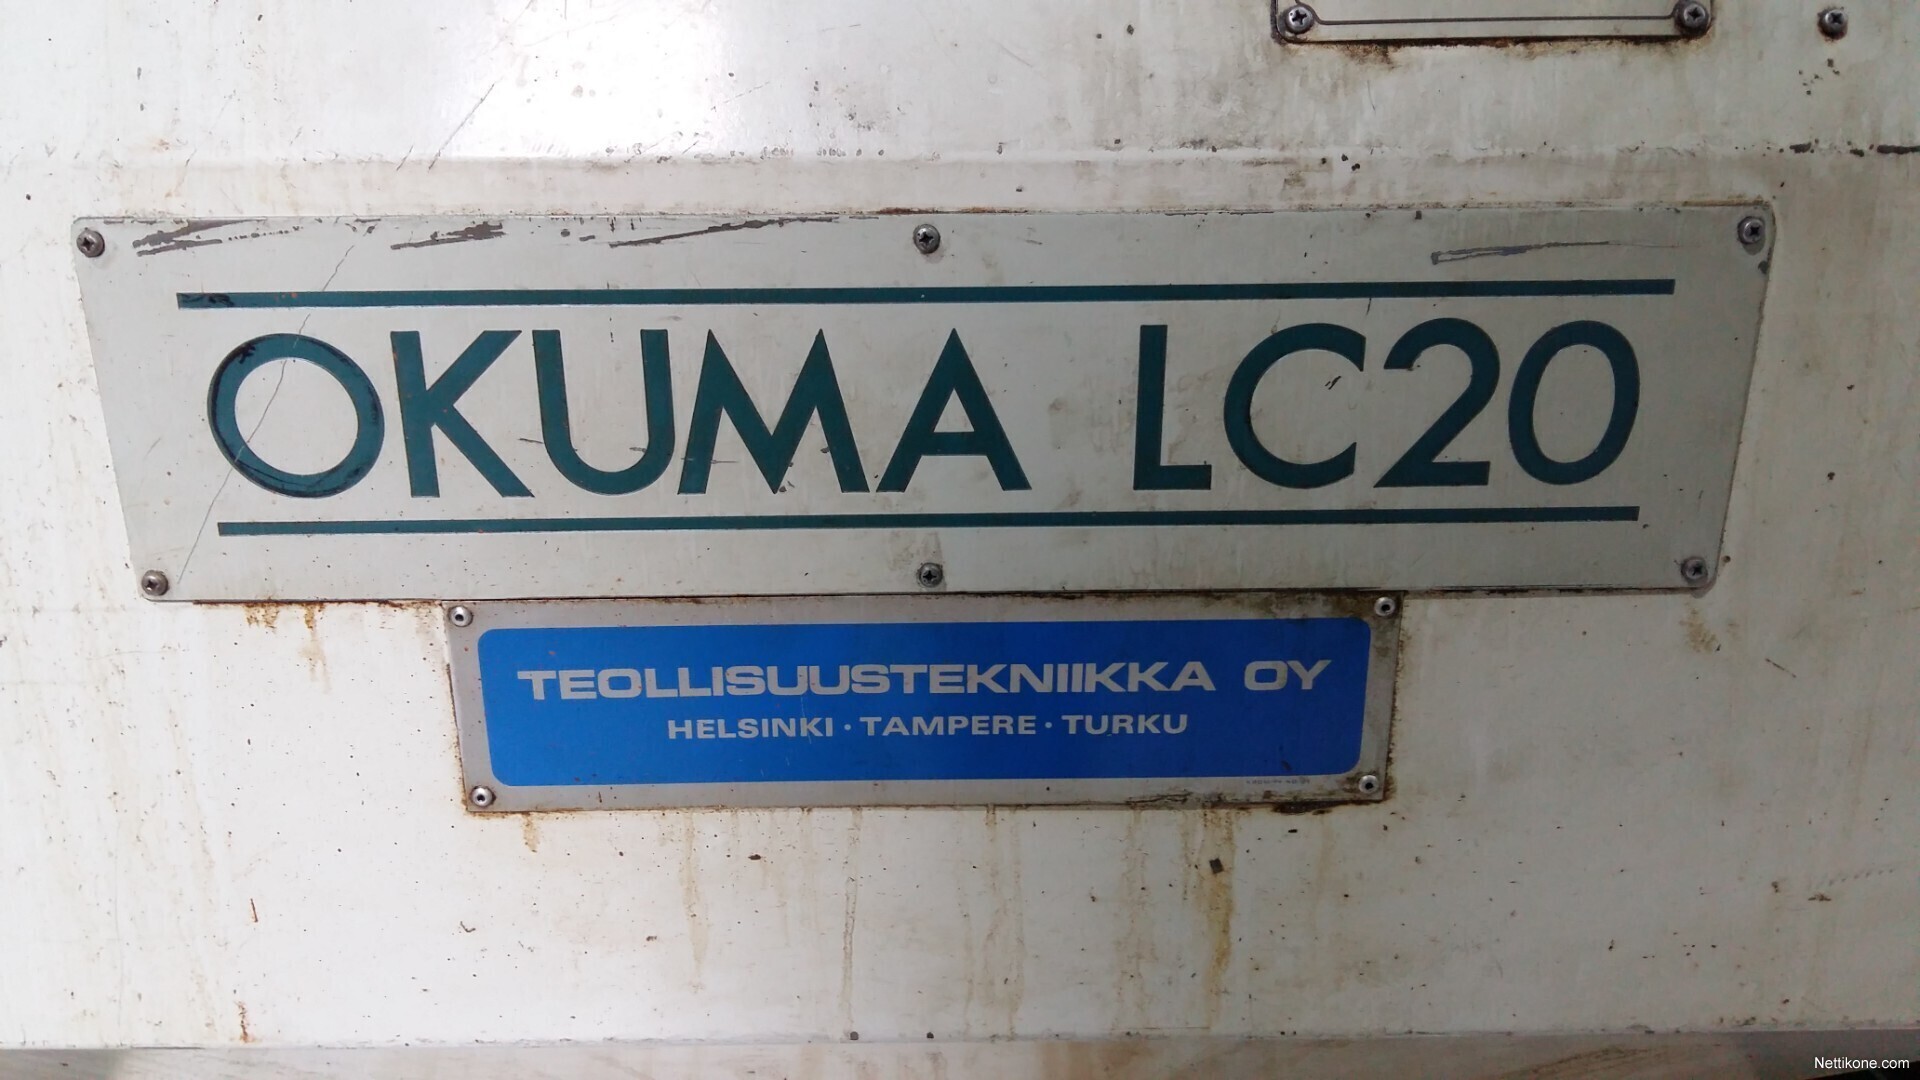 OKUMA LC20
TEOLLISUUSTEKNIIKKA OY
HELSINKI · TAMPERE · TURKU
Nettikone.com